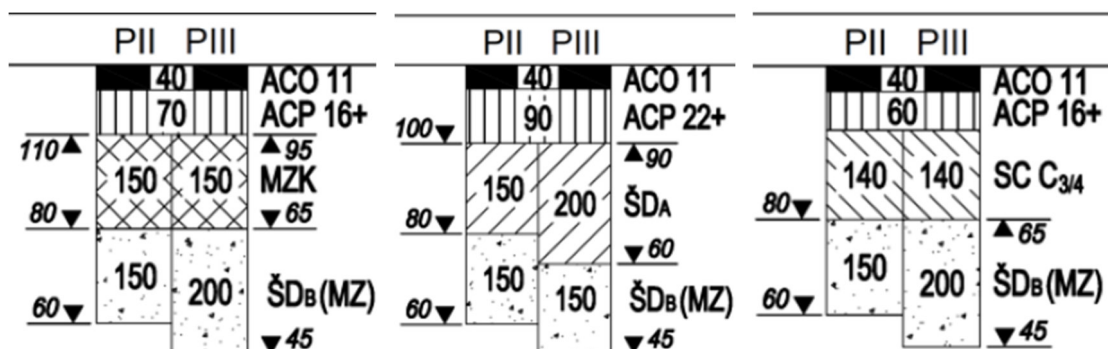 PII PIII
40 ACO 11
70 ACP 16+
110 95
150 150 MZK
80 65
150 200 ŠDB (MZ)
60 45
PII PIII
40 ACO 11
90 ACP 22+
100 90
150 200 ŠDA
80 60
150 150 ŠDB (MZ)
60 45
PII PIII
40 ACO 11
60 ACP 16+
140 140 SC C3/4
80 65
150 200 ŠDB (MZ)
60 45